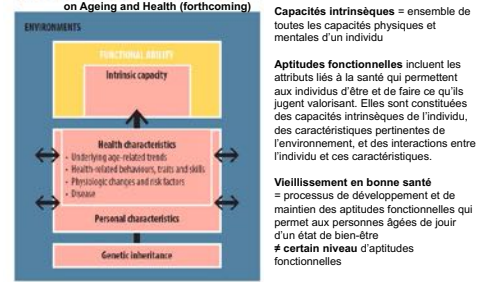 on Ageing and Health (forthcoming)
ENVIRONMENTS
FUNCTIONAL ABILITY
Intrinsic capacity
Health characteristics
• Underlying age-related trends
• Health-related behaviours, traits and skills
• Physiologic changes and risk factors
• Disease
Personal characteristics
Genetic inheritance
Capacités intrinsèques = ensemble de
toutes les capacités physiques et
mentales d'un individu
Aptitudes fonctionnelles incluent les
attributs liés à la santé qui permettent
aux individus d'être et de faire ce qu'ils
jugent valorisant. Elles sont constituées
des capacités intrinsèques de l'individu,
des caractéristiques pertinentes de
l'environnement, et des interactions entre
l'individu et ces caractéristiques.
Vieillissement en bonne santé
= processus de développement et de
maintien des aptitudes fonctionnelles qui
permet aux personnes âgées de jouir
d'un état de bien-être
≠ certain niveau d'aptitudes
fonctionnelles